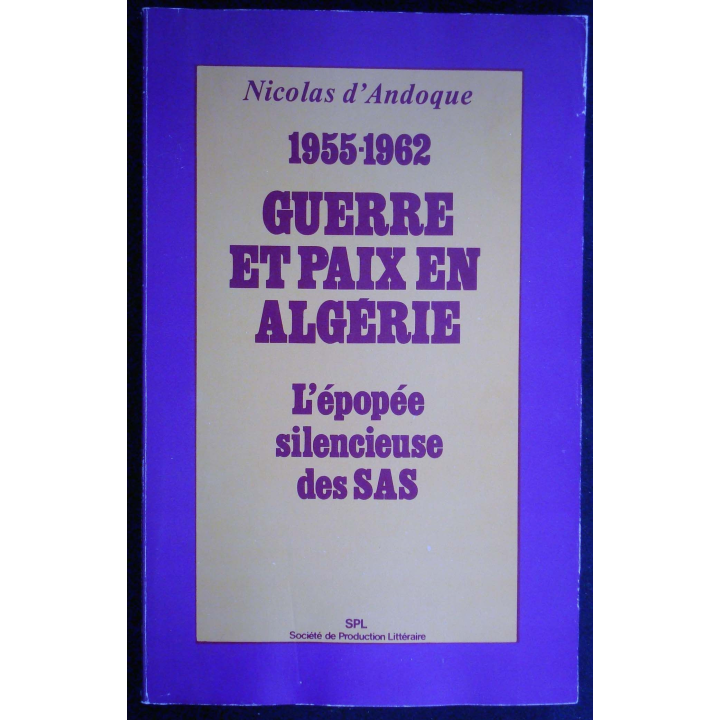 Nicolas d'Andoque
1955-1962
GUERRE
ET PAIX EN
ALGÉRIE
L'épopée
silencieuse
des SAS
SPL
Société de Production Littéraire